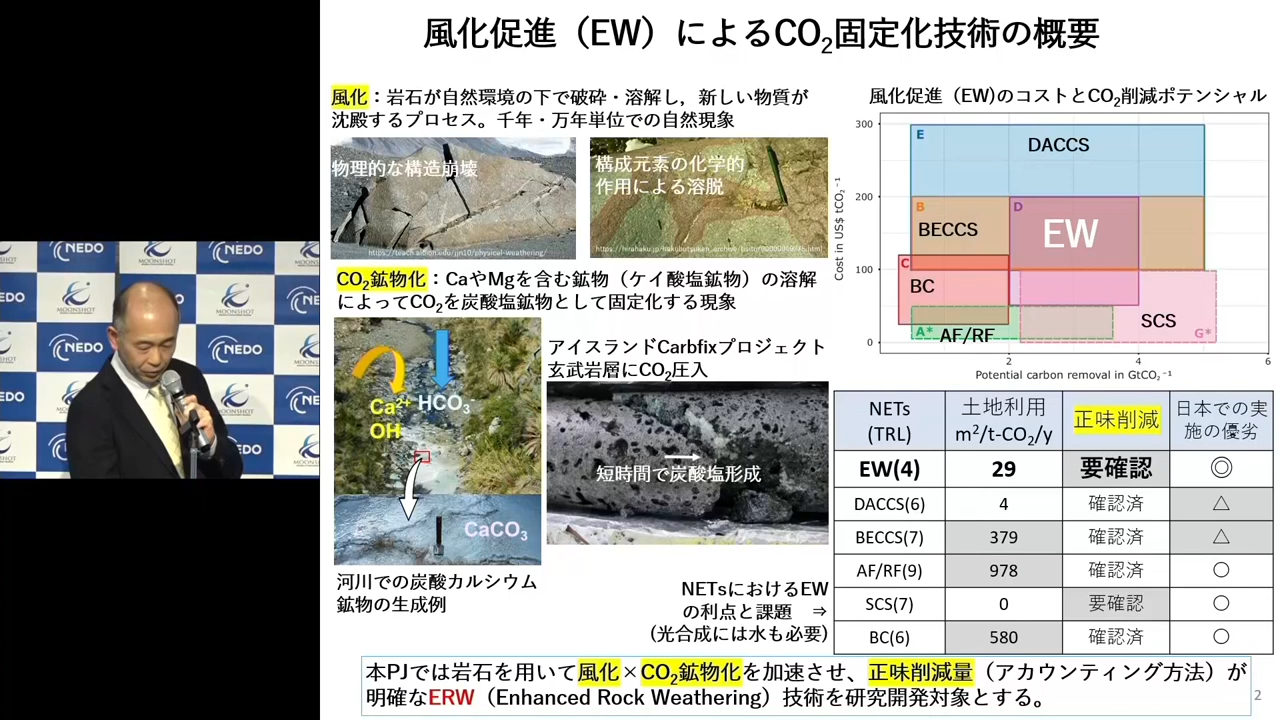 風化促進（EW）によるCO2固定化技術の概要
風化：岩石が自然環境の下で破砕・溶解し，新しい物質が
沈殿するプロセス。千年・万年単位での自然現象
物理的な構造崩壊
https://teach.albion.edu/jjn10/physical-weathering/
構成元素の化学的
作用による溶脱
CO2鉱物化：CaやMgを含む鉱物（ケイ酸塩鉱物）の溶解
によってCO2を炭酸塩鉱物として固定化する現象
Ca2+
OH-
HCO3-
CaCO3
河川での炭酸カルシウム
鉱物の生成例
アイスランドCarbfixプロジェクト
玄武岩層にCO2圧入
短時間で炭酸塩形成
NETsにおけるEW
の利点と課題　⇒
(光合成には水も必要)
風化促進（EW)のコストとCO2削減ポテンシャル
Cost in US$ tCO2⁻¹
300
200
100
0
E
DACCS
B
BECCS
D
EW
C
BC
A*
AF/RF
SCS
G*
2
4
6
Potential carbon removal in GtCO2⁻¹
NETs
(TRL)
土地利用
m2/t-CO2/y
正味削減
日本での実
施の優劣
EW(4) 29 要確認 ◎
DACCS(6) 4 確認済 △
BECCS(7) 379 確認済 △
AF/RF(9) 978 確認済 ○
SCS(7) 0 要確認 ○
BC(6) 580 確認済 ○
本PJでは岩石を用いて風化×CO2鉱物化を加速させ、正味削減量（アカウンティング方法）が
明確なERW（Enhanced Rock Weathering）技術を研究開発対象とする。
2
NEDO
MOONSHOT
NEDO
MOONSHOT
NEDO
MOONSHOT
NEDO
MOONSHOT
NEDO